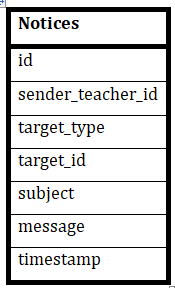 Notices
id
sender_teacher_id
target_type
target_id
subject
message
timestamp